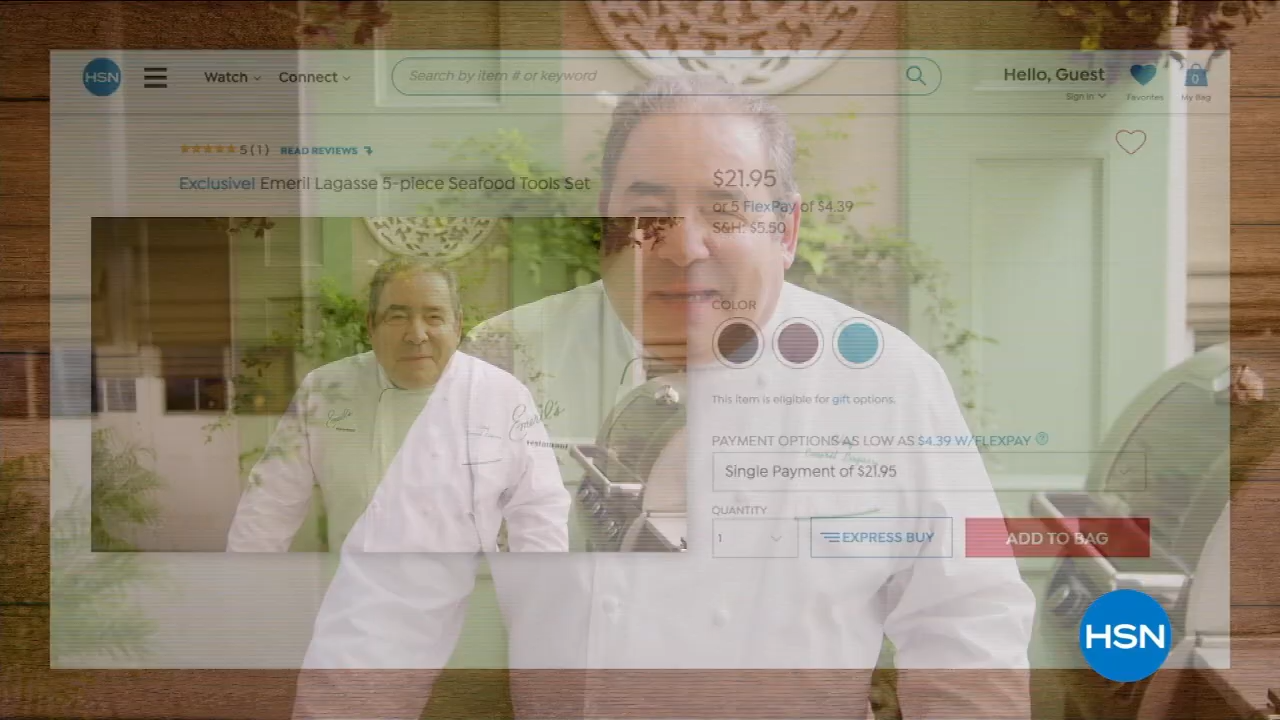 HSN
Watch
Connect
Search by item # or keyword
Hello, Guest
Sign in
Favorites
0
My Bag
5 (1) READ REVIEWS
Exclusive! Emeril Lagasse 5-piece Seafood Tools Set
$21.95
or 5 FlexPay of $4.39
S&H: $5.50
COLOR
This item is eligible for gift options.
PAYMENT OPTIONS AS LOW AS $4.39 W/FLEXPAY ?
Single Payment of $21.95
QUANTITY
1
EXPRESS BUY
ADD TO BAG
Emeril's
restaurant
HSN